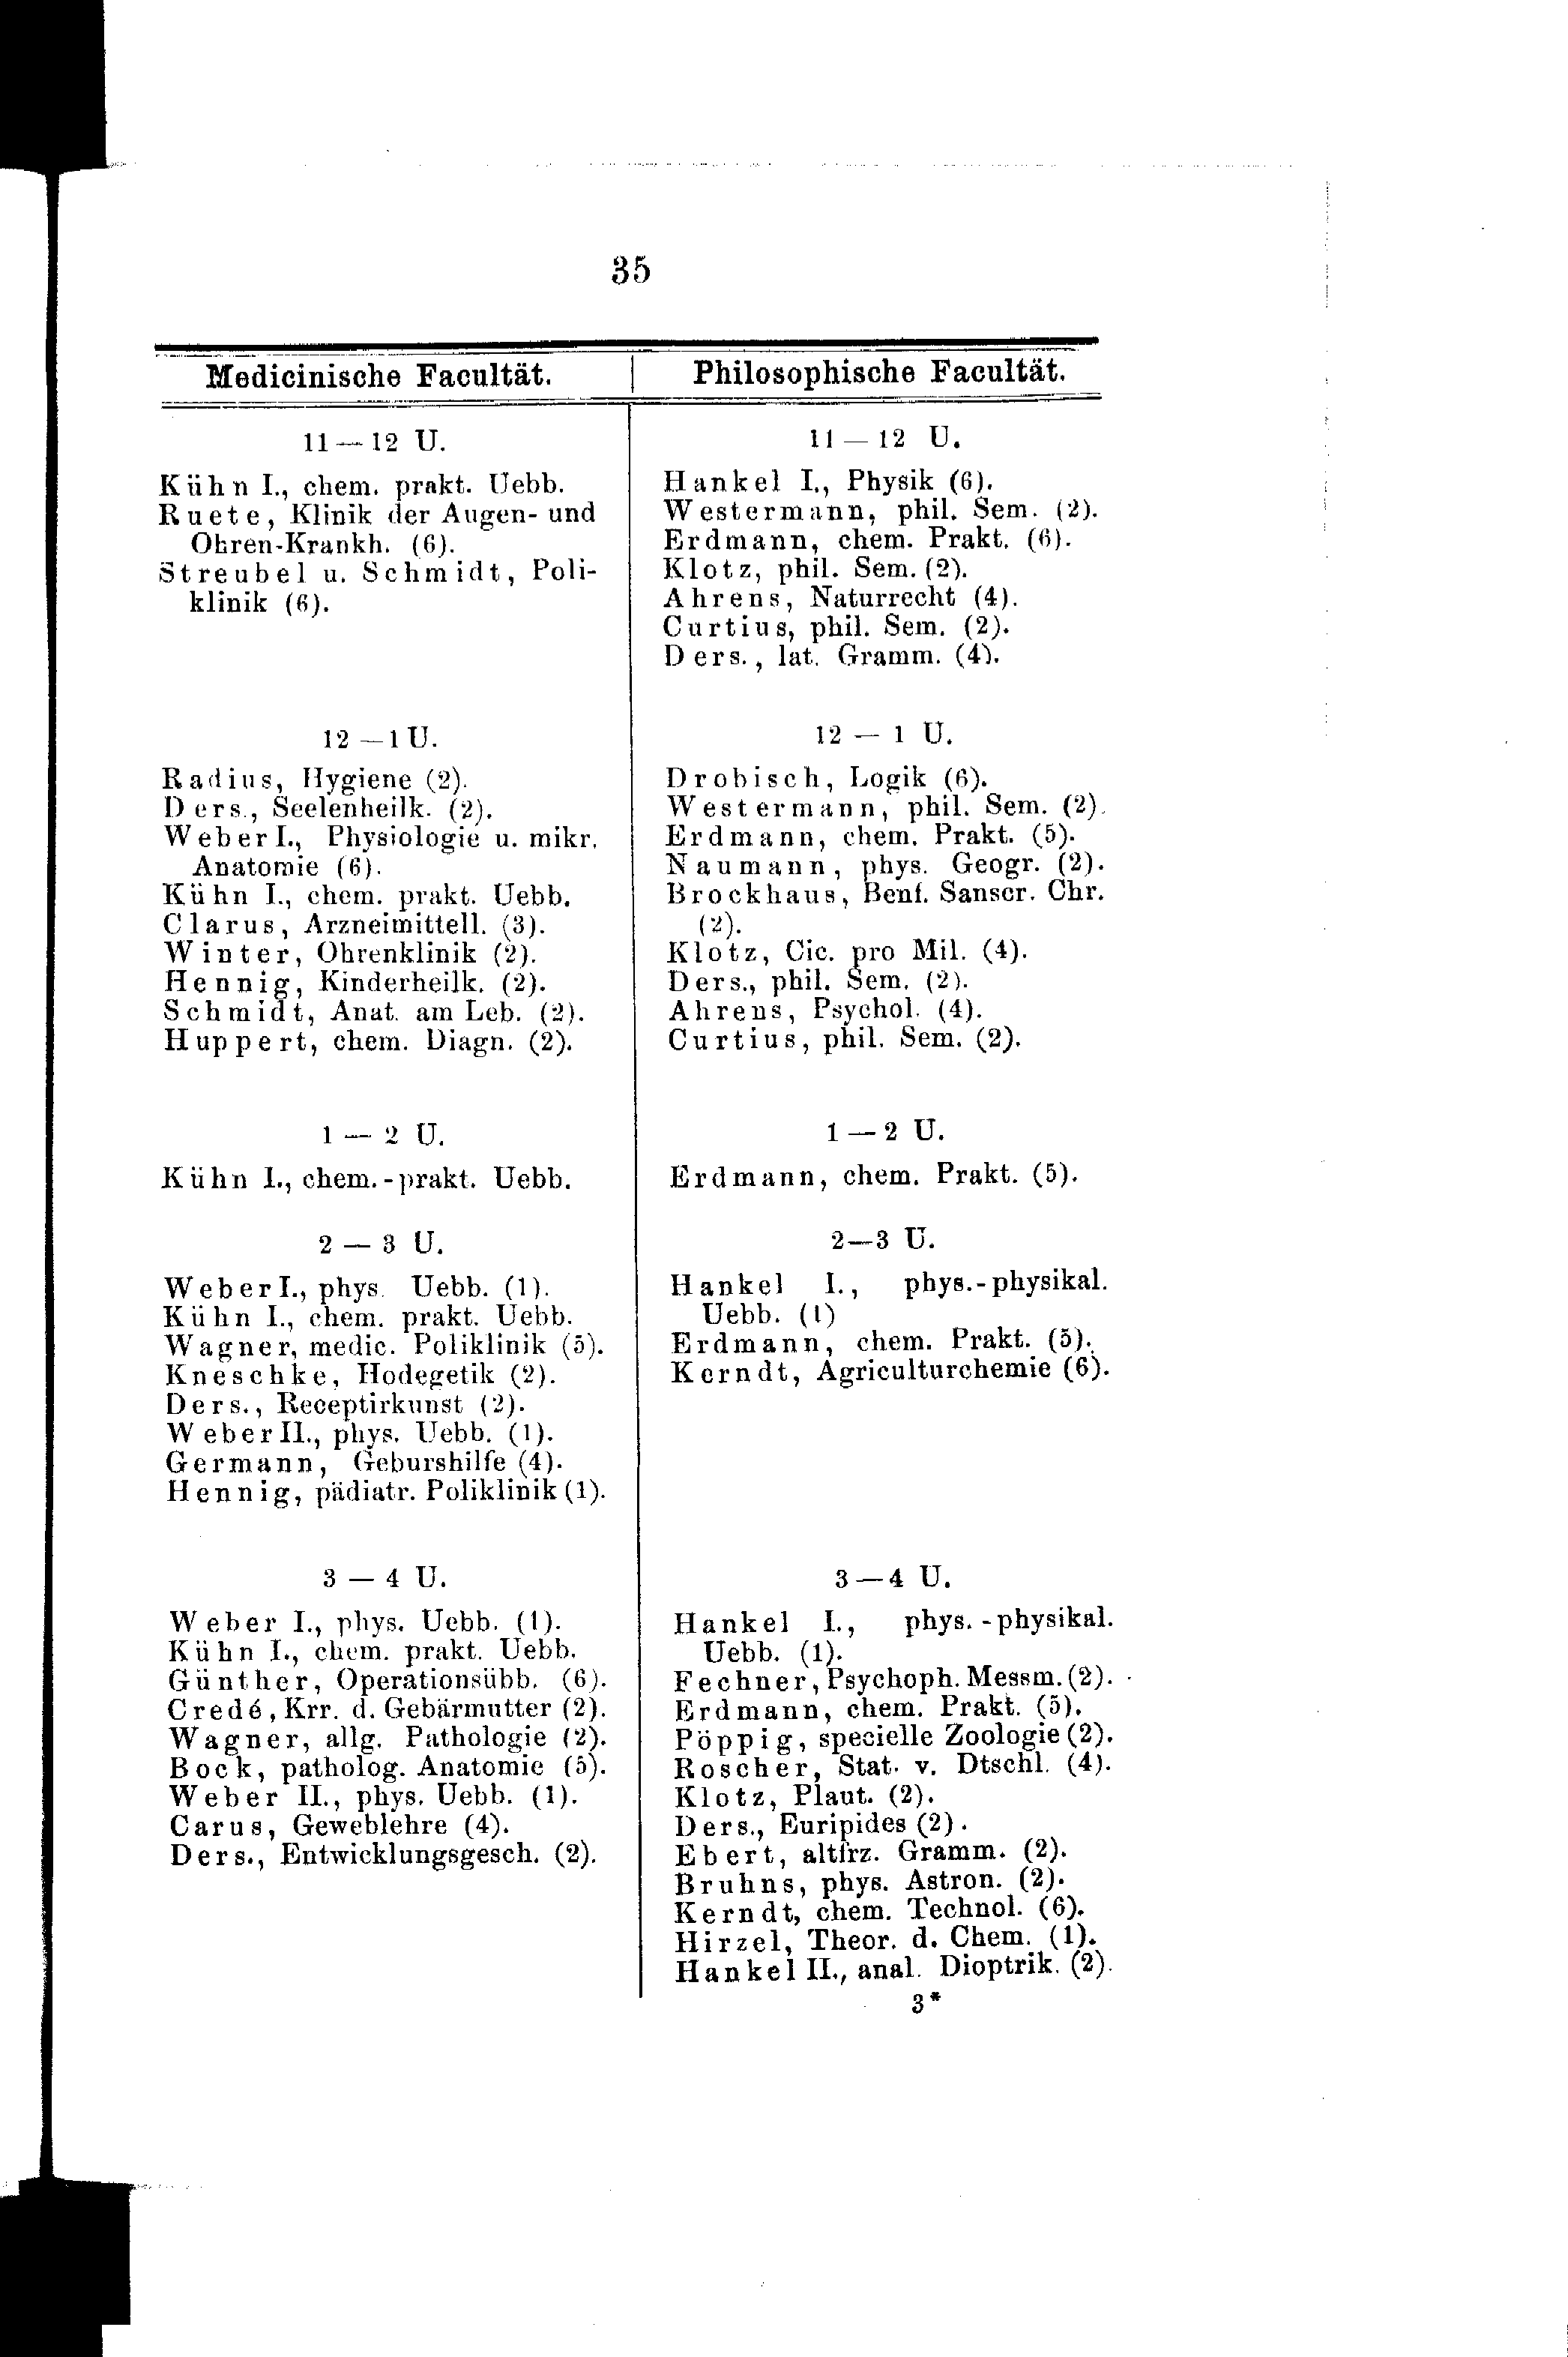 35
Medicinische Facultät.
11—12 U.
Kühn I., chem. prakt. Uebb.
Ruete, Klinik der Augen- und
Ohren-Krankh. (6).
Streubel u. Schmidt, Poli-
klinik (6).
12—1 U.
Radius, Hygiene (2).
Ders., Seelenheilk. (2).
Weber I., Physiologie u. mikr.
Anatomie (6).
Kühn I., chem. prakt. Uebb.
Clarus, Arzneimittell. (3).
Winter, Ohrenklinik (2).
Hennig, Kinderheilk. (2).
Schmidt, Anat. am Leb. (2).
Huppert, chem. Diagn. (2).
1 — 2 U.
Kühn I., chem.-prakt. Uebb.
2 — 3 U.
Weber I., phys. Uebb. (1).
Kühn I., chem. prakt. Uebb.
Wagner, medic. Poliklinik (5).
Kneschke, Hodegetik (2).
Ders., Receptirkunst (2).
Weber II., phys. Uebb. (1).
Germann, Geburshilfe (4).
Hennig, pädiatr. Poliklinik (1).
3 — 4 U.
Weber I., phys. Uebb. (1).
Kühn I., chem. prakt. Uebb.
Günther, Operationsübb. (6).
Credé, Krr. d. Gebärmutter (2).
Wagner, allg. Pathologie (2).
Bock, patholog. Anatomie (5).
Weber II., phys. Uebb. (1).
Carus, Geweblehre (4).
Ders., Entwicklungsgesch. (2).
Philosophische Facultät.
11—12 U.
Hankel I., Physik (6).
Westermann, phil. Sem. (2).
Erdmann, chem. Prakt. (6).
Klotz, phil. Sem. (2).
Ahrens, Naturrecht (4).
Curtius, phil. Sem. (2).
Ders., lat. Gramm. (4).
12 — 1 U.
Drobisch, Logik (6).
Westermann, phil. Sem. (2).
Erdmann, chem. Prakt. (5).
Naumann, phys. Geogr. (2).
Brockhaus, Benf. Sanscr. Chr.
(2).
Klotz, Cic. pro Mil. (4).
Ders., phil. Sem. (2).
Ahrens, Psychol. (4).
Curtius, phil. Sem. (2).
1 — 2 U.
Erdmann, chem. Prakt. (5).
2—3 U.
Hankel I., phys.-physikal.
Uebb. (1)
Erdmann, chem. Prakt. (5).
Kerndt, Agriculturchemie (6).
3—4 U.
Hankel I., phys.-physikal.
Uebb. (1).
Fechner, Psychoph. Messm. (2).
Erdmann, chem. Prakt. (5).
Pöppig, specielle Zoologie (2).
Roscher, Stat. v. Dtschl. (4).
Klotz, Plaut. (2).
Ders., Euripides (2).
Ebert, altfrz. Gramm. (2).
Bruhns, phys. Astron. (2).
Kerndt, chem. Technol. (6).
Hirzel, Theor. d. Chem. (1).
Hankel II., anal. Dioptrik. (2).
3*